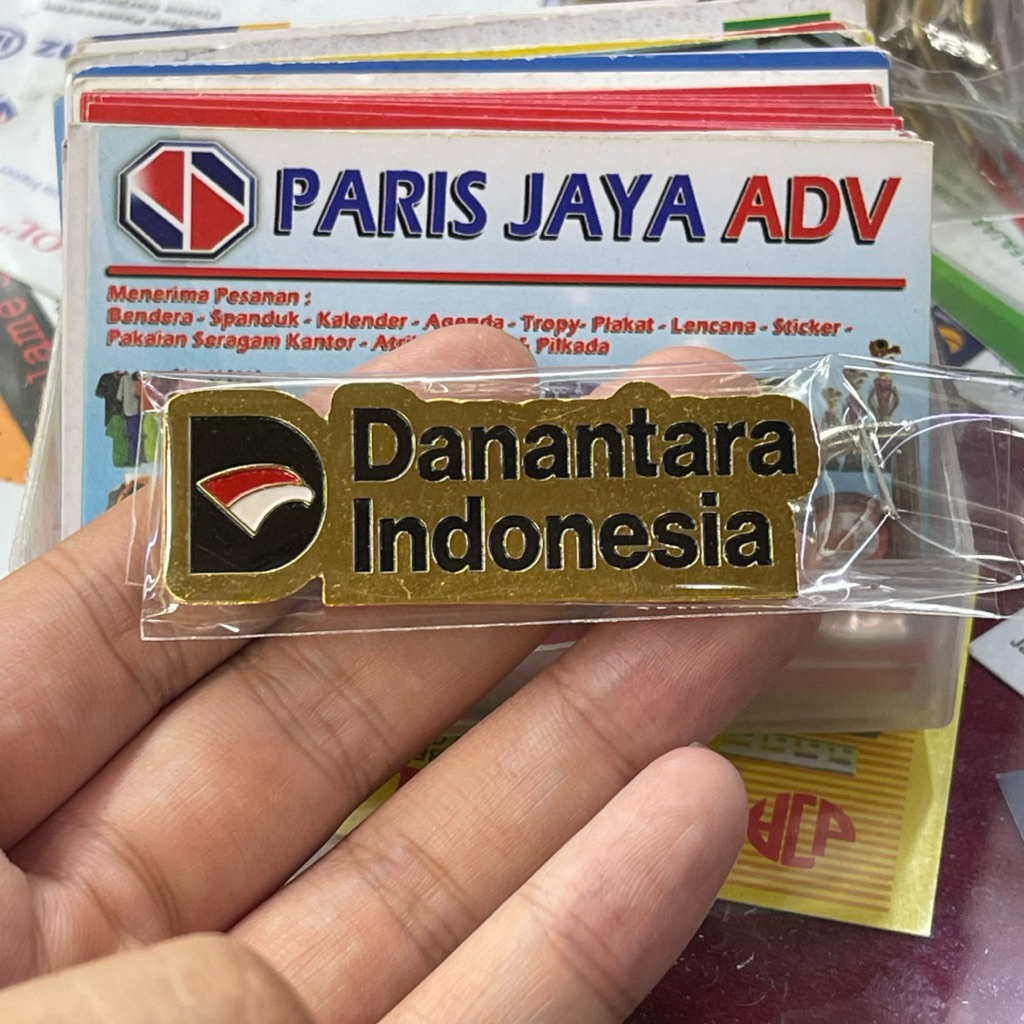 PARIS JAYA ADV
Menerima Pesanan :
Bendera - Spanduk - Kalender - Agenda - Tropy- Plakat - Lencana - Sticker -
Pakaian Seragam Kantor - Pilkada
Danantara
Indonesia